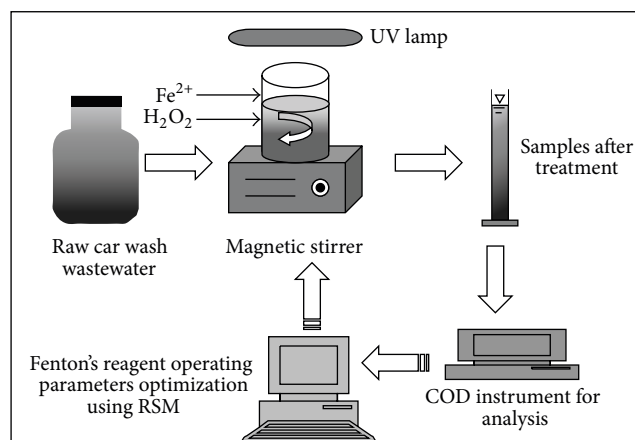 UV lamp
Fe²⁺
H₂O₂
Samples after
treatment
Raw car wash
wastewater
Magnetic stirrer
Fenton's reagent operating
parameters optimization
using RSM
COD instrument for
analysis